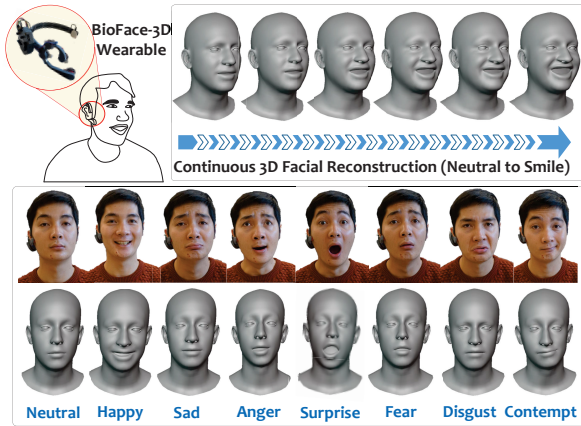 BioFace-3D
Wearable
Continuous 3D Facial Reconstruction (Neutral to Smile)
Neutral Happy Sad Anger Surprise Fear Disgust Contempt